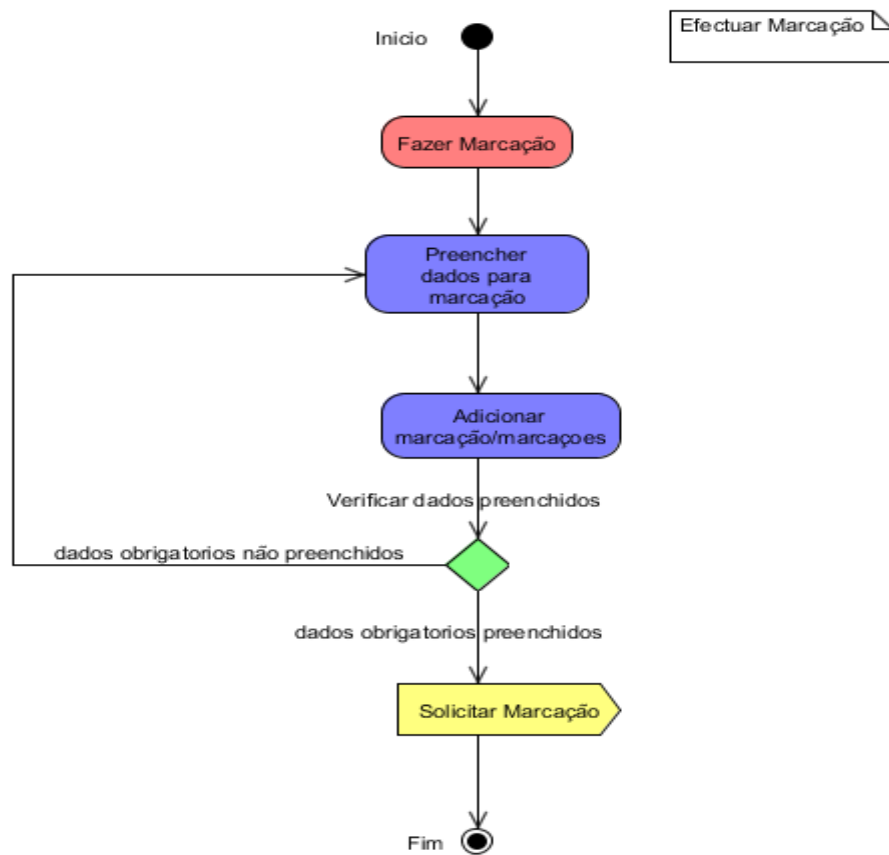 Efectuar Marcação
Inicio
Fazer Marcação
Preencher
dados para
marcação
Adicionar
marcação/marcaçoes
Verificar dados preenchidos
dados obrigatorios não preenchidos
dados obrigatorios preenchidos
Solicitar Marcação
Fim